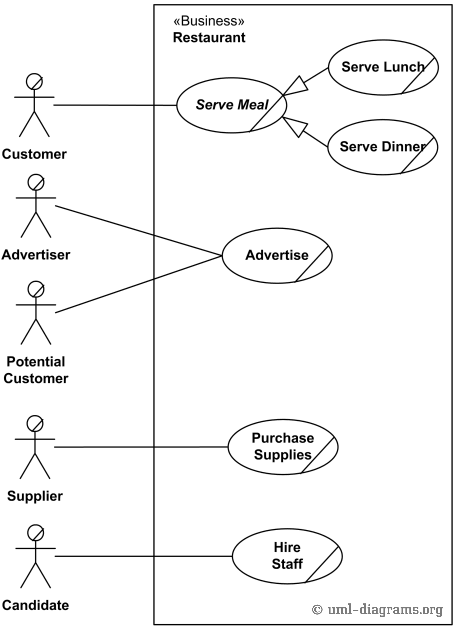 «Business»
Restaurant
Serve Lunch
Serve Meal
Serve Dinner
Customer
Advertiser
Advertise
Potential
Customer
Purchase
Supplies
Supplier
Hire
Staff
Candidate
© uml-diagrams.org